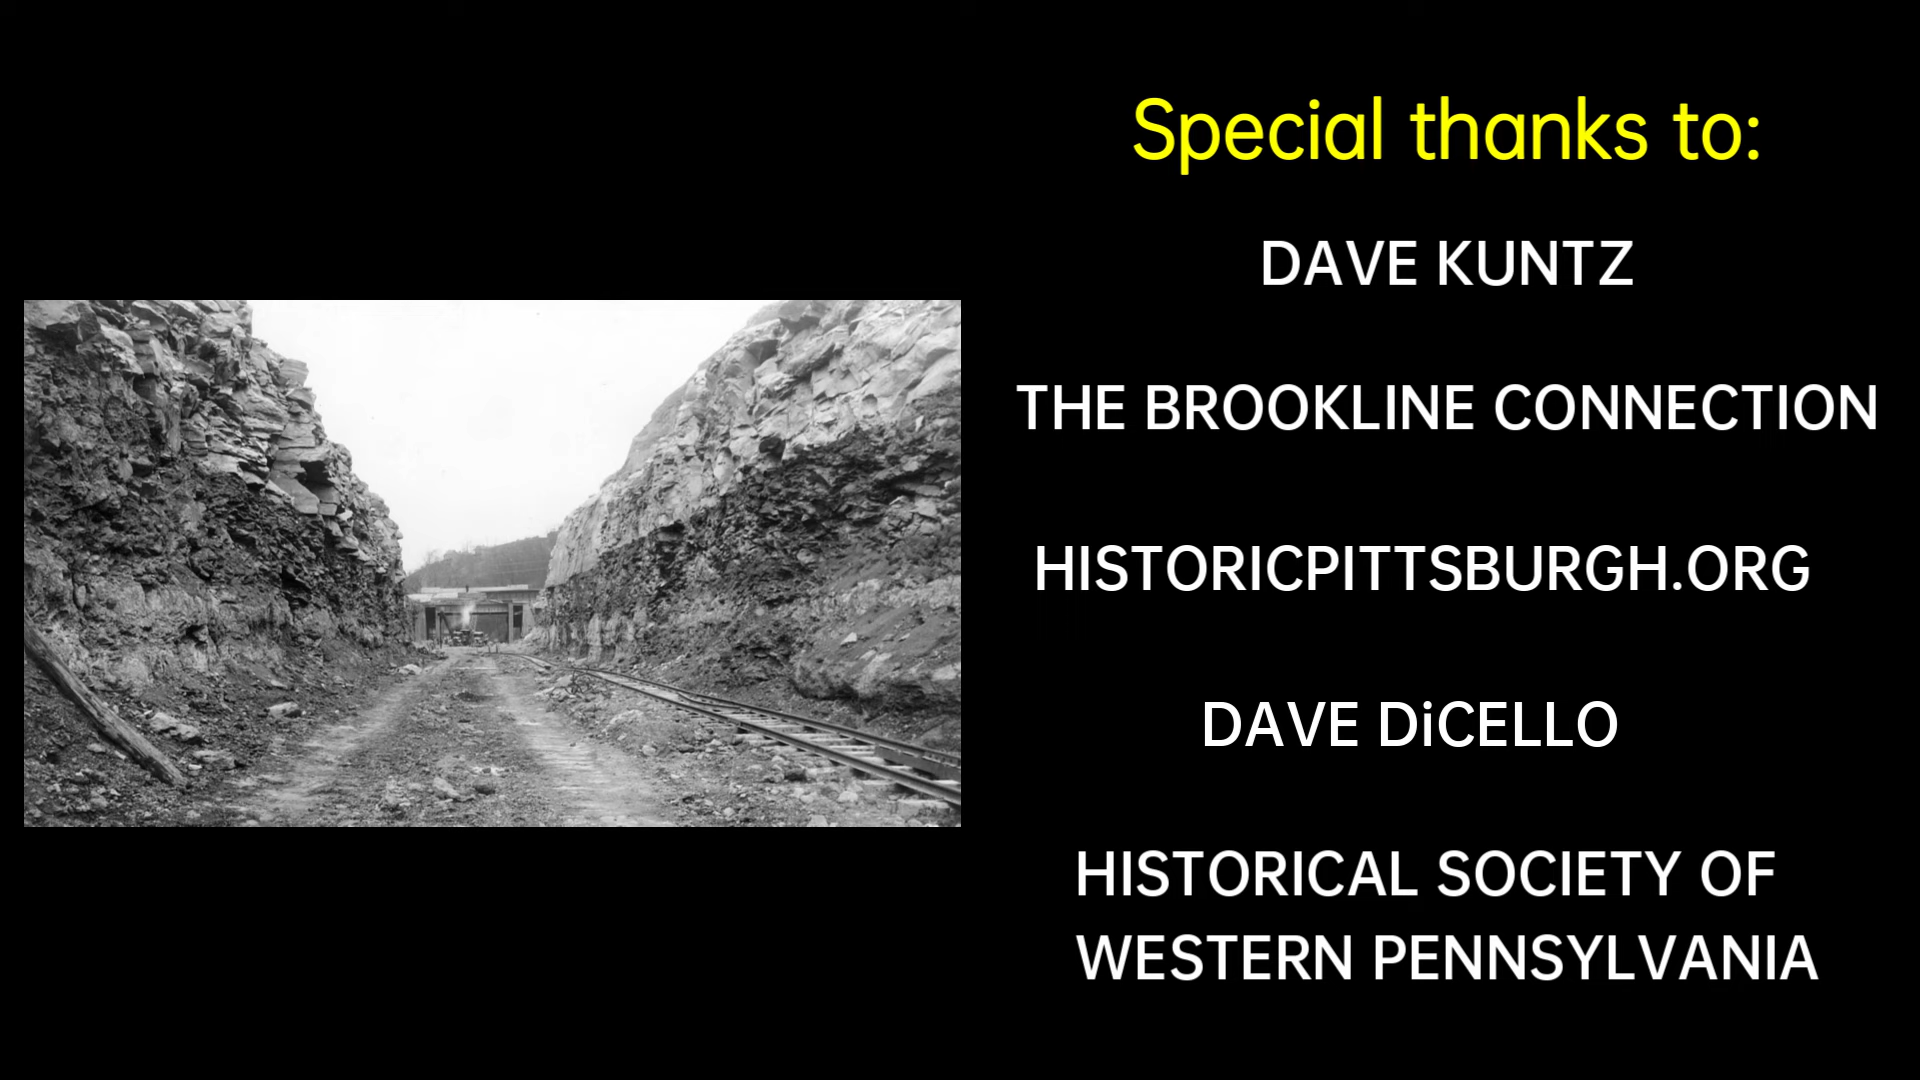 Special thanks to:
DAVE KUNTZ
THE BROOKLINE CONNECTION
HISTORICPITTSBURGH.ORG
DAVE DiCELLO
HISTORICAL SOCIETY OF
WESTERN PENNSYLVANIA